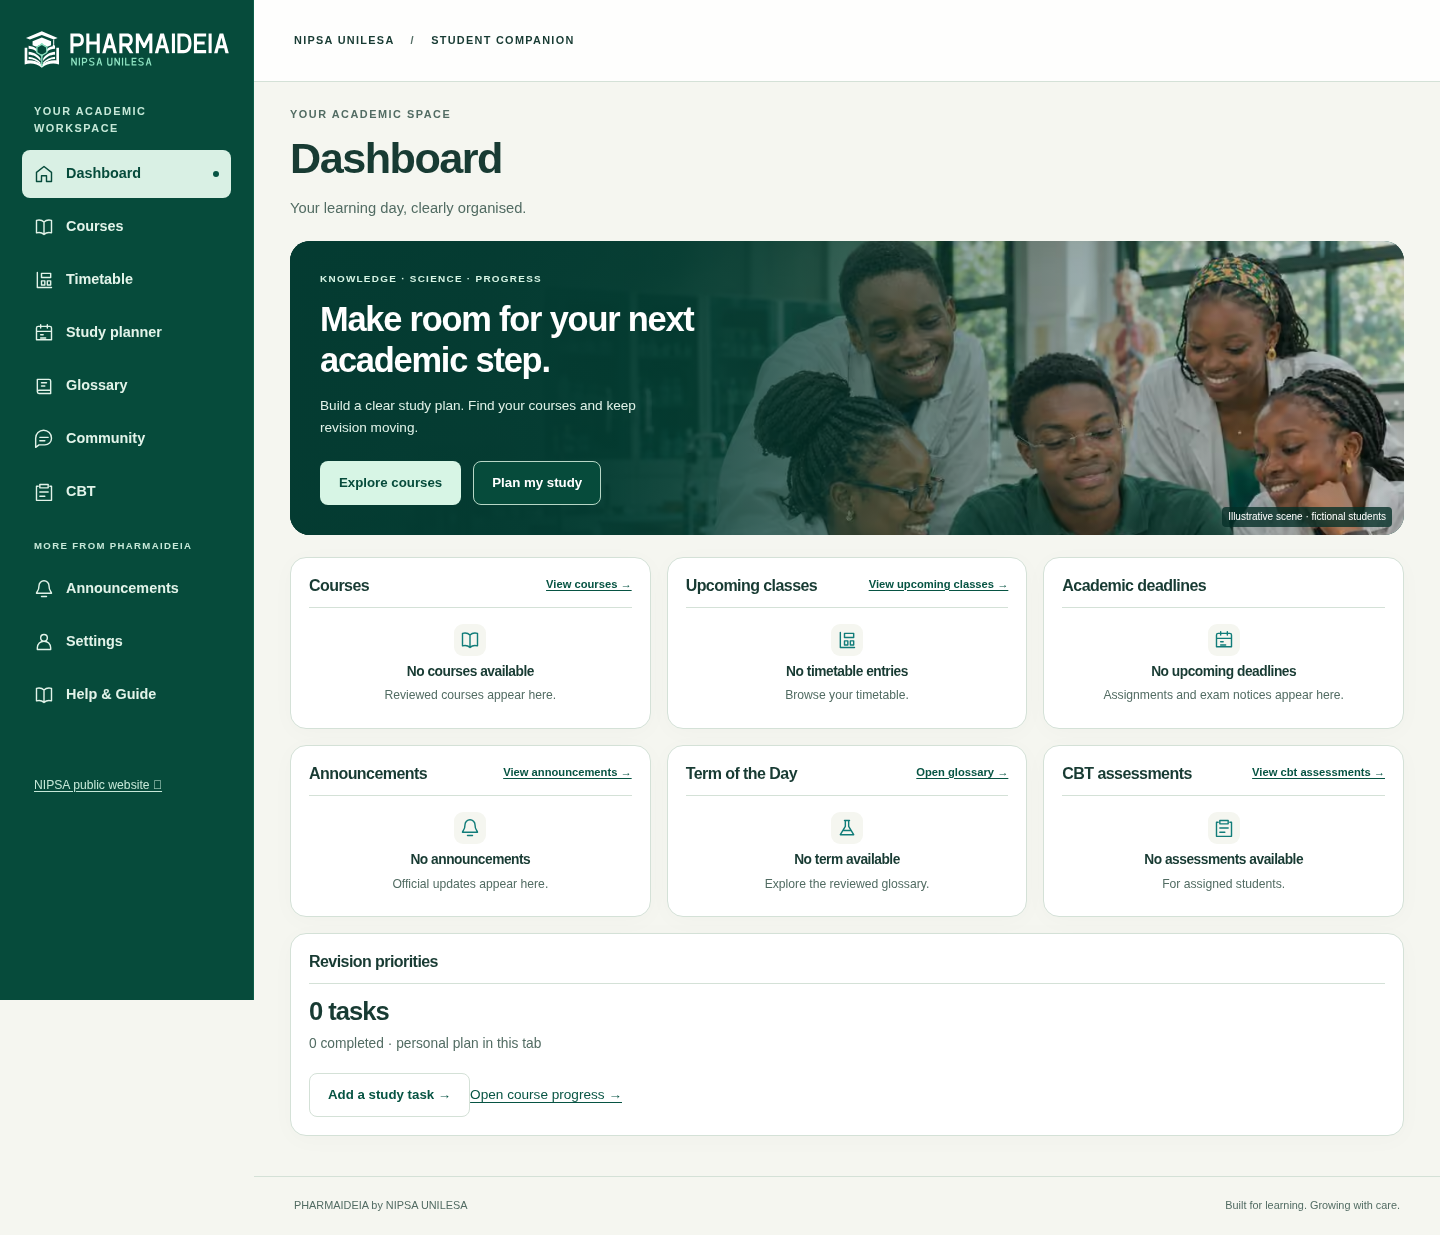 PHARMAIDEIA
NIPSA UNILESA
YOUR ACADEMIC
WORKSPACE
Dashboard
Courses
Timetable
Study planner
Glossary
Community
CBT
MORE FROM PHARMAIDEIA
Announcements
Settings
Help & Guide
NIPSA public website
NIPSA UNILESA / STUDENT COMPANION
YOUR ACADEMIC SPACE
Dashboard
Your learning day, clearly organised.
KNOWLEDGE · SCIENCE · PROGRESS
Make room for your next
academic step.
Build a clear study plan. Find your courses and keep
revision moving.
Explore courses
Plan my study
Illustrative scene · fictional students
Courses
View courses →
No courses available
Reviewed courses appear here.
Upcoming classes
View upcoming classes →
No timetable entries
Browse your timetable.
Academic deadlines
No upcoming deadlines
Assignments and exam notices appear here.
Announcements
View announcements →
No announcements
Official updates appear here.
Term of the Day
Open glossary →
No term available
Explore the reviewed glossary.
CBT assessments
View cbt assessments →
No assessments available
For assigned students.
Revision priorities
0 tasks
0 completed · personal plan in this tab
Add a study task →
Open course progress →
PHARMAIDEIA by NIPSA UNILESA
Built for learning. Growing with care.